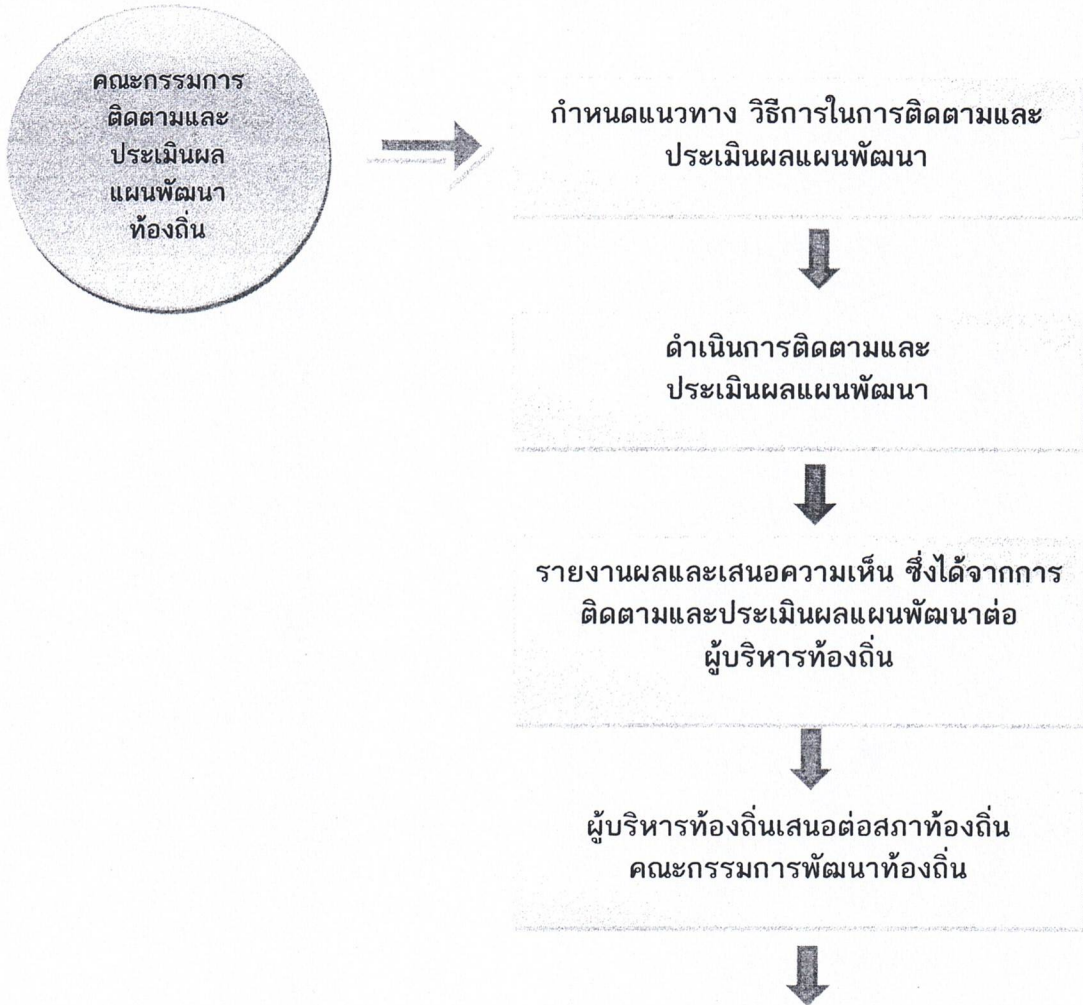 คณะกรรมการ
ติดตามและ
ประเมินผล
แผนพัฒนา
ท้องถิ่น
กำหนดแนวทาง วิธีการในการติดตามและ
ประเมินผลแผนพัฒนา
ดำเนินการติดตามและ
ประเมินผลแผนพัฒนา
รายงานผลและเสนอความเห็น ซึ่งได้จากการ
ติดตามและประเมินผลแผนพัฒนาต่อ
ผู้บริหารท้องถิ่น
ผู้บริหารท้องถิ่นเสนอต่อสภาท้องถิ่น
คณะกรรมการพัฒนาท้องถิ่น